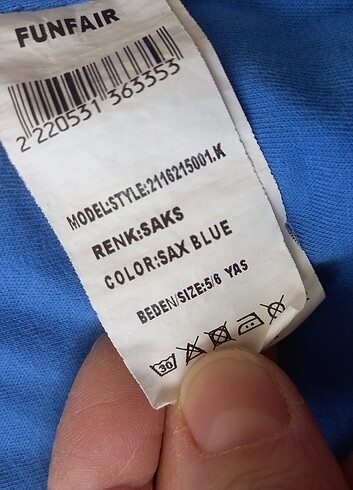 FUNFAIR
2 220531 363353
MODEL:STYLE:2116215001.K
RENK:SAKS
COLOR:SAX BLUE
BEDEN/SIZE:5/6 YAS
30